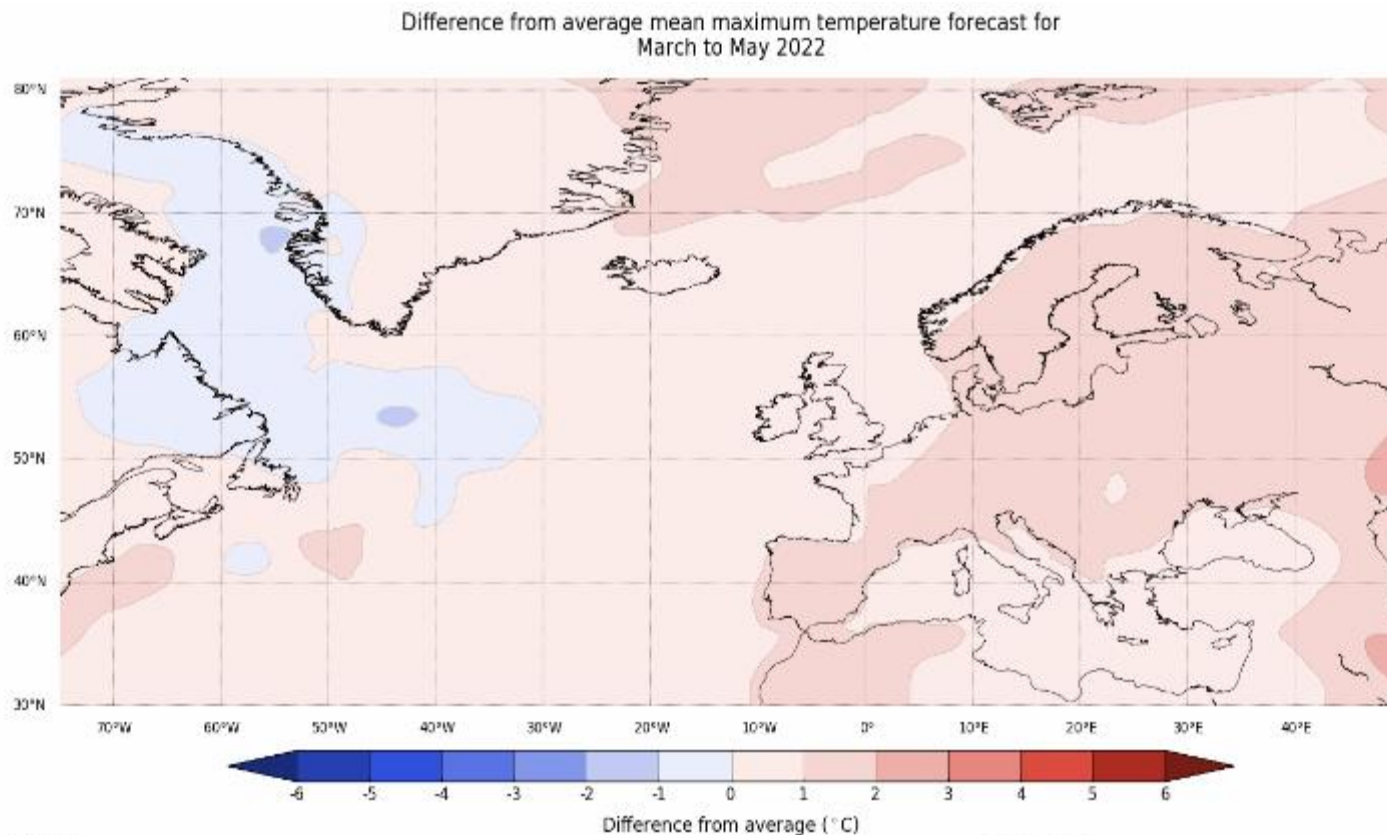 Difference from average mean maximum temperature forecast for
March to May 2022
80°N
70°N
60°N
50°N
40°N
30°N
70°W 60°W 50°W 40°W 30°W 20°W 10°W 0° 10°E 20°E 30°E 40°E
-6 -5 -4 -3 -2 -1 0 1 2 3 4 5 6
Difference from average (°C)